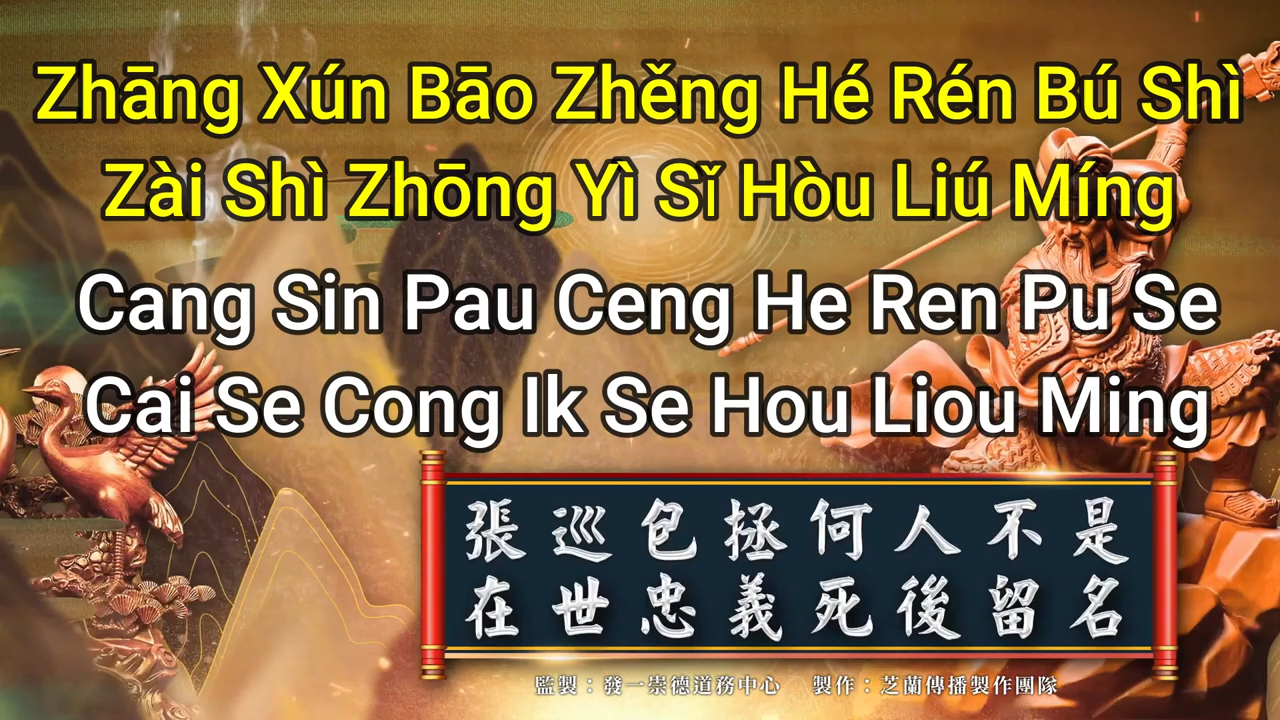 Zhāng Xún Bāo Zhěng Hé Rén Bú Shì
Zài Shì Zhōng Yì Sǐ Hòu Liú Míng
Cang Sin Pau Ceng He Ren Pu Se
Cai Se Cong Ik Se Hou Liou Ming
張巡包拯何人不是
在世忠義死後留名
監製：發一崇德道務中心 製作：芝蘭傳播製作團隊